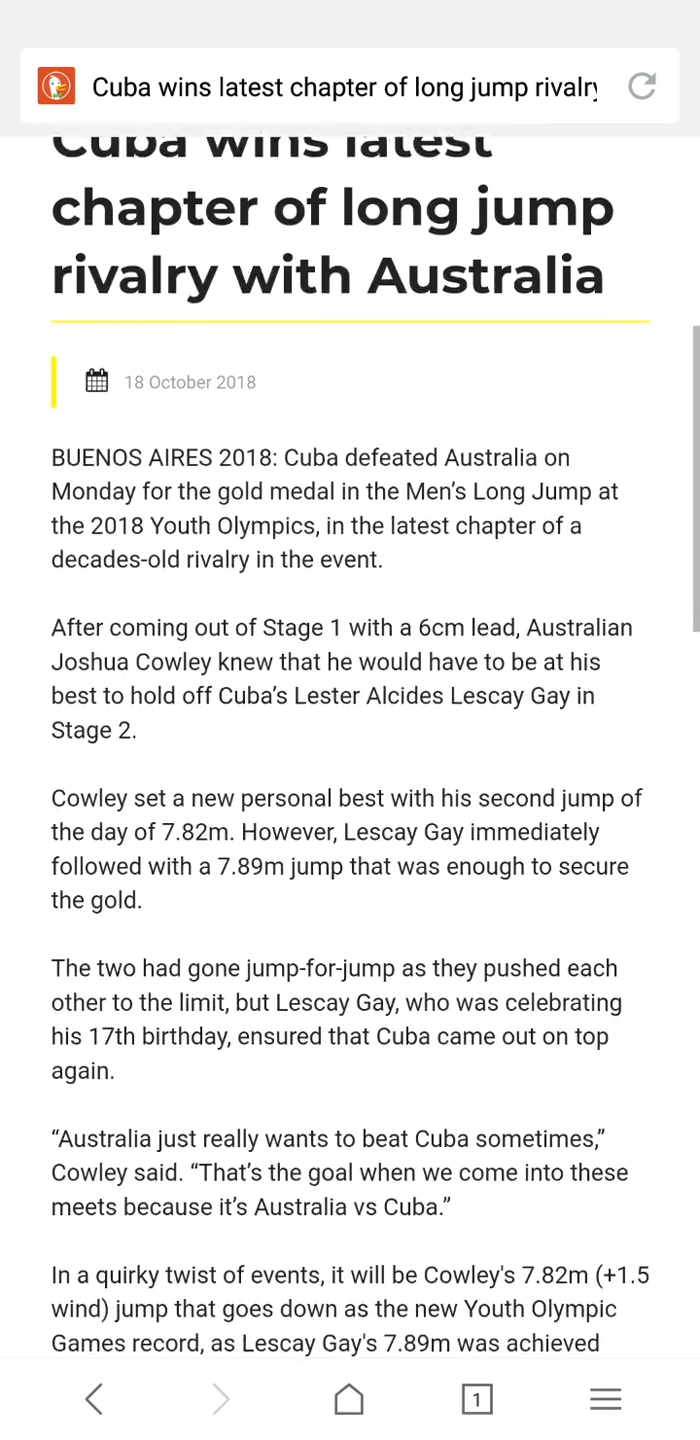 Cuba wins latest chapter of long jump rivalry
Cuba wins latest
chapter of long jump
rivalry with Australia
18 October 2018
BUENOS AIRES 2018: Cuba defeated Australia on
Monday for the gold medal in the Men’s Long Jump at
the 2018 Youth Olympics, in the latest chapter of a
decades-old rivalry in the event.
After coming out of Stage 1 with a 6cm lead, Australian
Joshua Cowley knew that he would have to be at his
best to hold off Cuba’s Lester Alcides Lescay Gay in
Stage 2.
Cowley set a new personal best with his second jump of
the day of 7.82m. However, Lescay Gay immediately
followed with a 7.89m jump that was enough to secure
the gold.
The two had gone jump-for-jump as they pushed each
other to the limit, but Lescay Gay, who was celebrating
his 17th birthday, ensured that Cuba came out on top
again.
“Australia just really wants to beat Cuba sometimes,”
Cowley said. “That’s the goal when we come into these
meets because it’s Australia vs Cuba.”
In a quirky twist of events, it will be Cowley's 7.82m (+1.5
wind) jump that goes down as the new Youth Olympic
Games record, as Lescay Gay's 7.89m was achieved
1